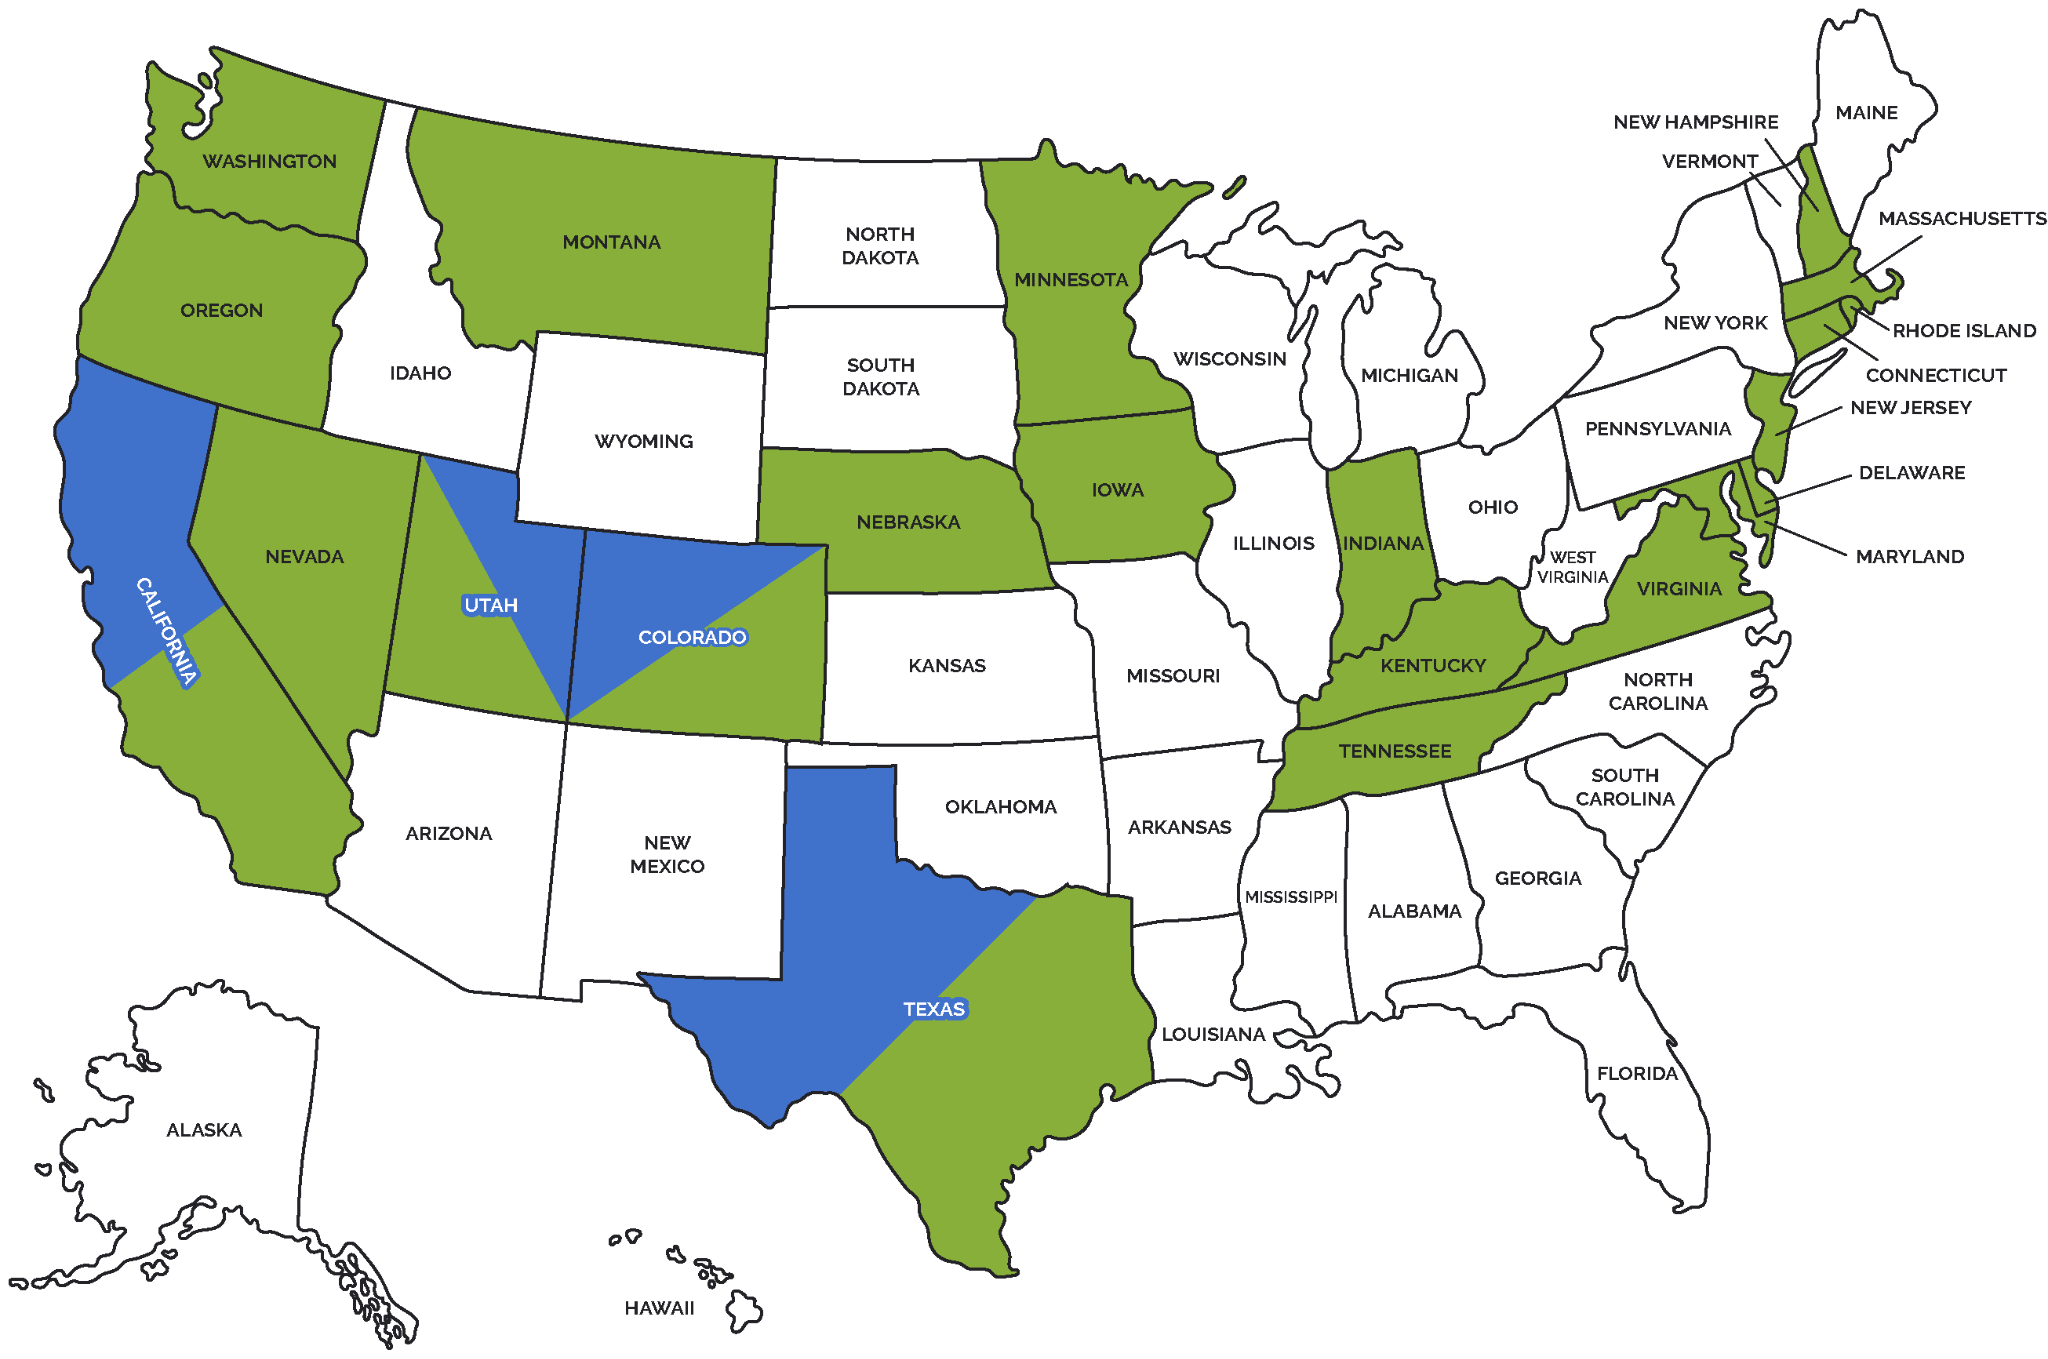 MAINE
NEW HAMPSHIRE
VERMONT
WASHINGTON
MASSACHUSETTS
MONTANA
NORTH
DAKOTA
MINNESOTA
OREGON
NEW YORK
RHODE ISLAND
WISCONSIN
SOUTH
DAKOTA
IDAHO
MICHIGAN
CONNECTICUT
NEW JERSEY
PENNSYLVANIA
WYOMING
DELAWARE
IOWA
OHIO
NEBRASKA
ILLINOIS
INDIANA
NEVADA
WEST
VIRGINIA
MARYLAND
VIRGINIA
UTAH
CALIFORNIA
COLORADO
KANSAS
KENTUCKY
MISSOURI
NORTH
CAROLINA
TENNESSEE
SOUTH
CAROLINA
OKLAHOMA
ARKANSAS
ARIZONA
NEW
MEXICO
GEORGIA
MISSISSIPPI
ALABAMA
TEXAS
LOUISIANA
FLORIDA
ALASKA
HAWAII